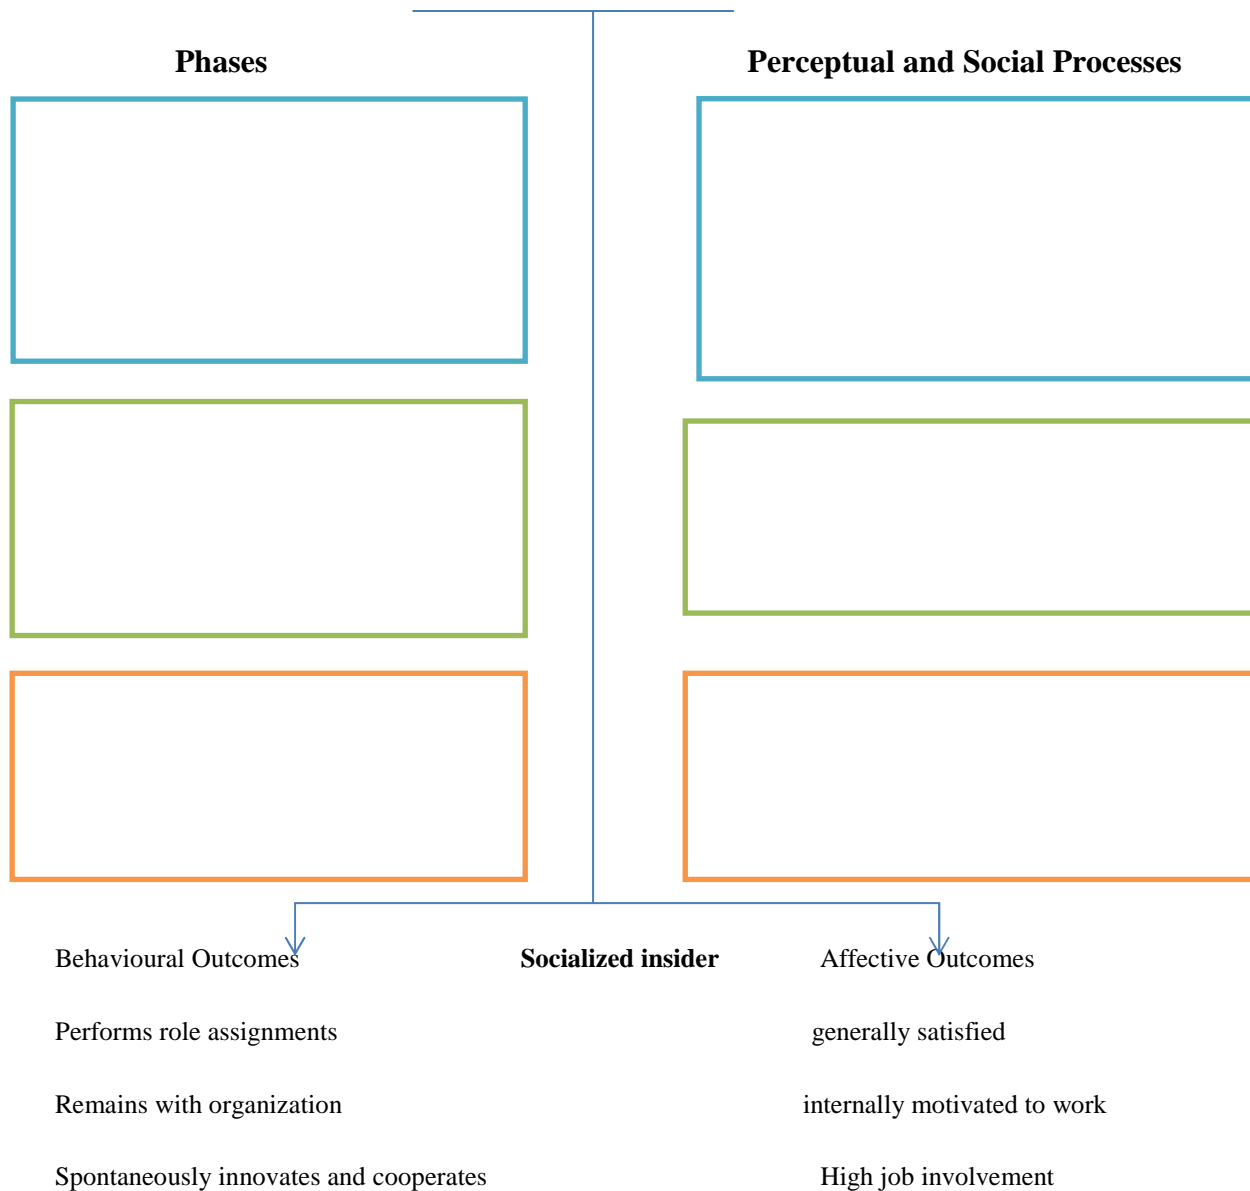 Phases Perceptual and Social Processes
Behavioural Outcomes Socialized insider Affective Outcomes
Performs role assignments generally satisfied
Remains with organization internally motivated to work
Spontaneously innovates and cooperates High job involvement